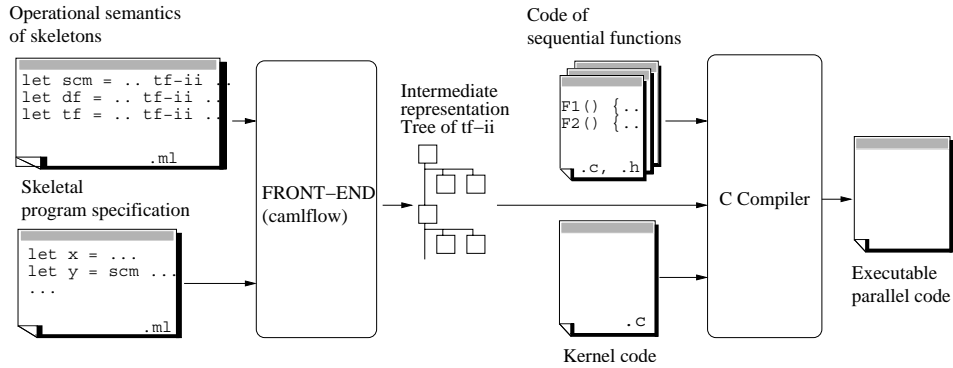 Operational semantics
of skeletons
let scm = .. tf-ii ..
let df = .. tf-ii ..
let tf = .. tf-ii ..
.ml
Skeletal
program specification
let x = ...
let y = scm ...
...
.ml
FRONT-END
(camlflow)
Intermediate
representation
Tree of tf-ii
Code of
sequential functions
F1() {..
F2() {..
.c, .h
.c
Kernel code
C Compiler
Executable
parallel code